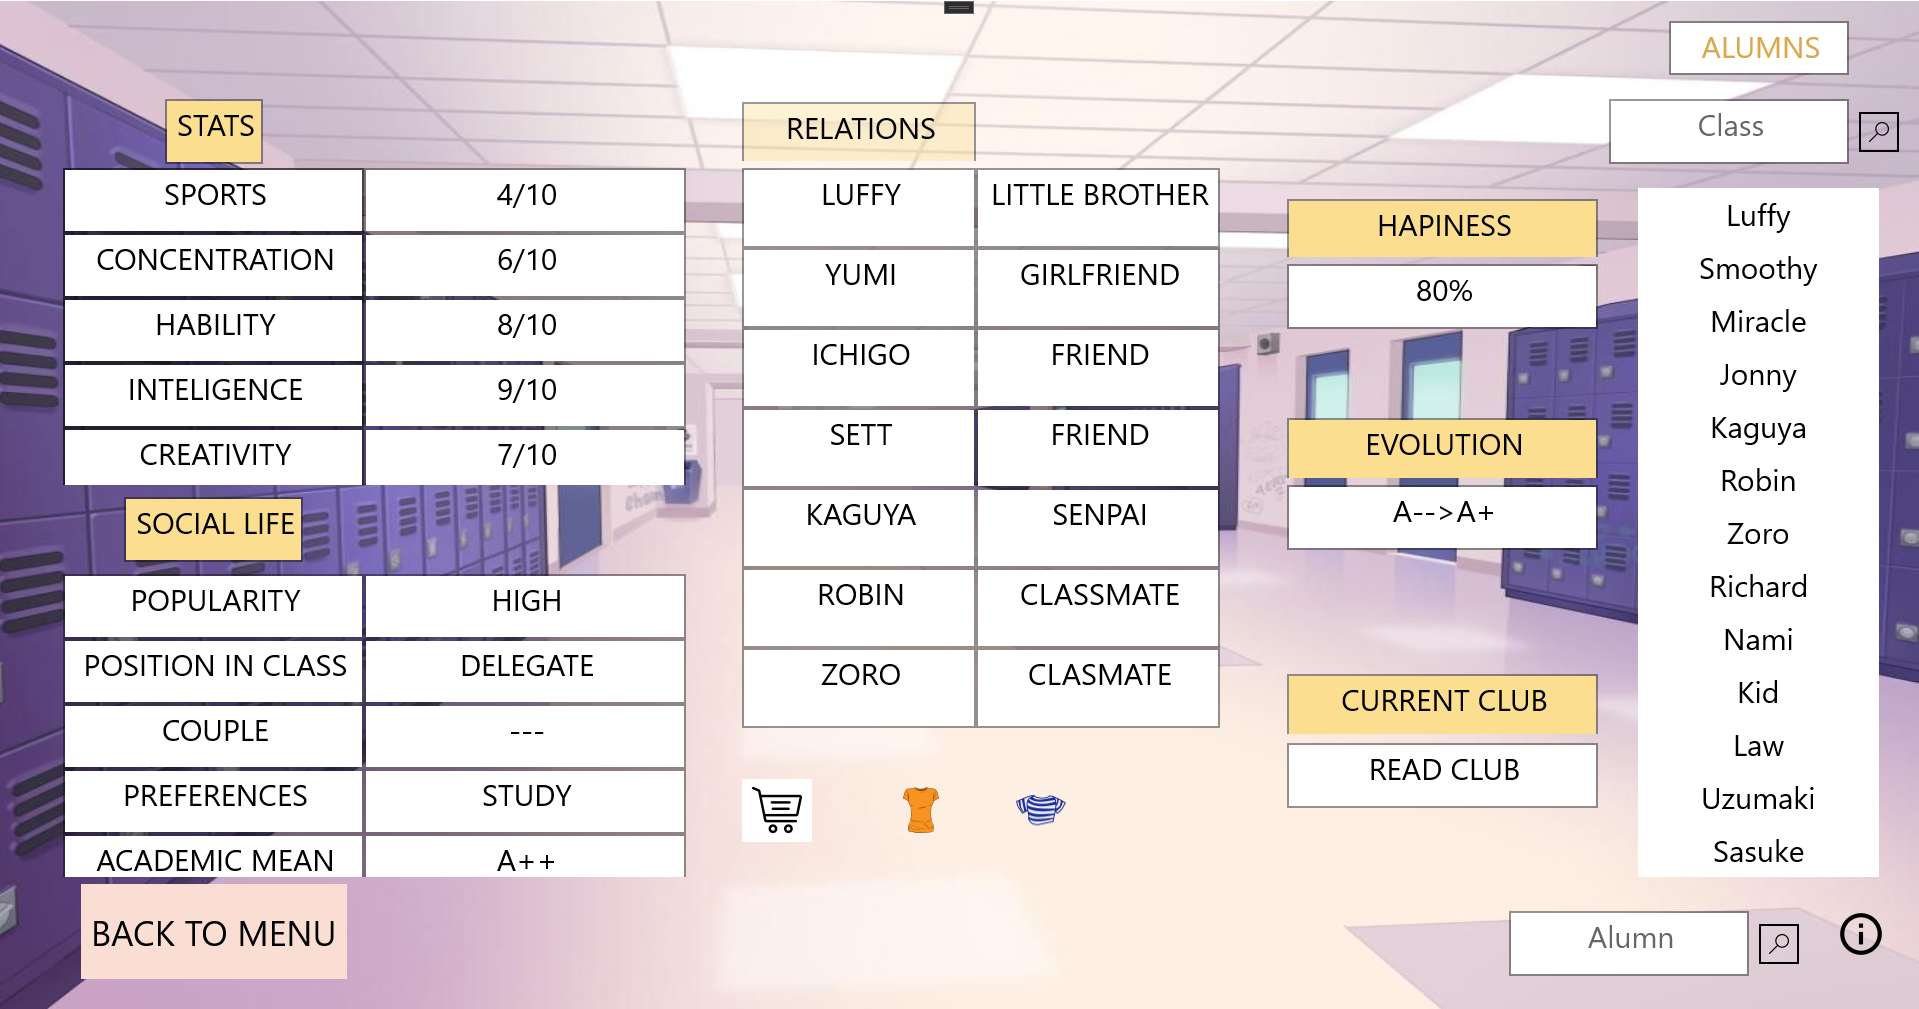 ALUMNS
Class
STATS
SPORTS 4/10
CONCENTRATION 6/10
HABILITY 8/10
INTELIGENCE 9/10
CREATIVITY 7/10
SOCIAL LIFE
POPULARITY HIGH
POSITION IN CLASS DELEGATE
COUPLE ---
PREFERENCES STUDY
ACADEMIC MEAN A++
BACK TO MENU
RELATIONS
LUFFY LITTLE BROTHER
YUMI GIRLFRIEND
ICHIGO FRIEND
SETT FRIEND
KAGUYA SENPAI
ROBIN CLASSMATE
ZORO CLASMATE
HAPINESS
80%
EVOLUTION
A-->A+
CURRENT CLUB
READ CLUB
Luffy
Smoothy
Miracle
Jonny
Kaguya
Robin
Zoro
Richard
Nami
Kid
Law
Uzumaki
Sasuke
Alumn